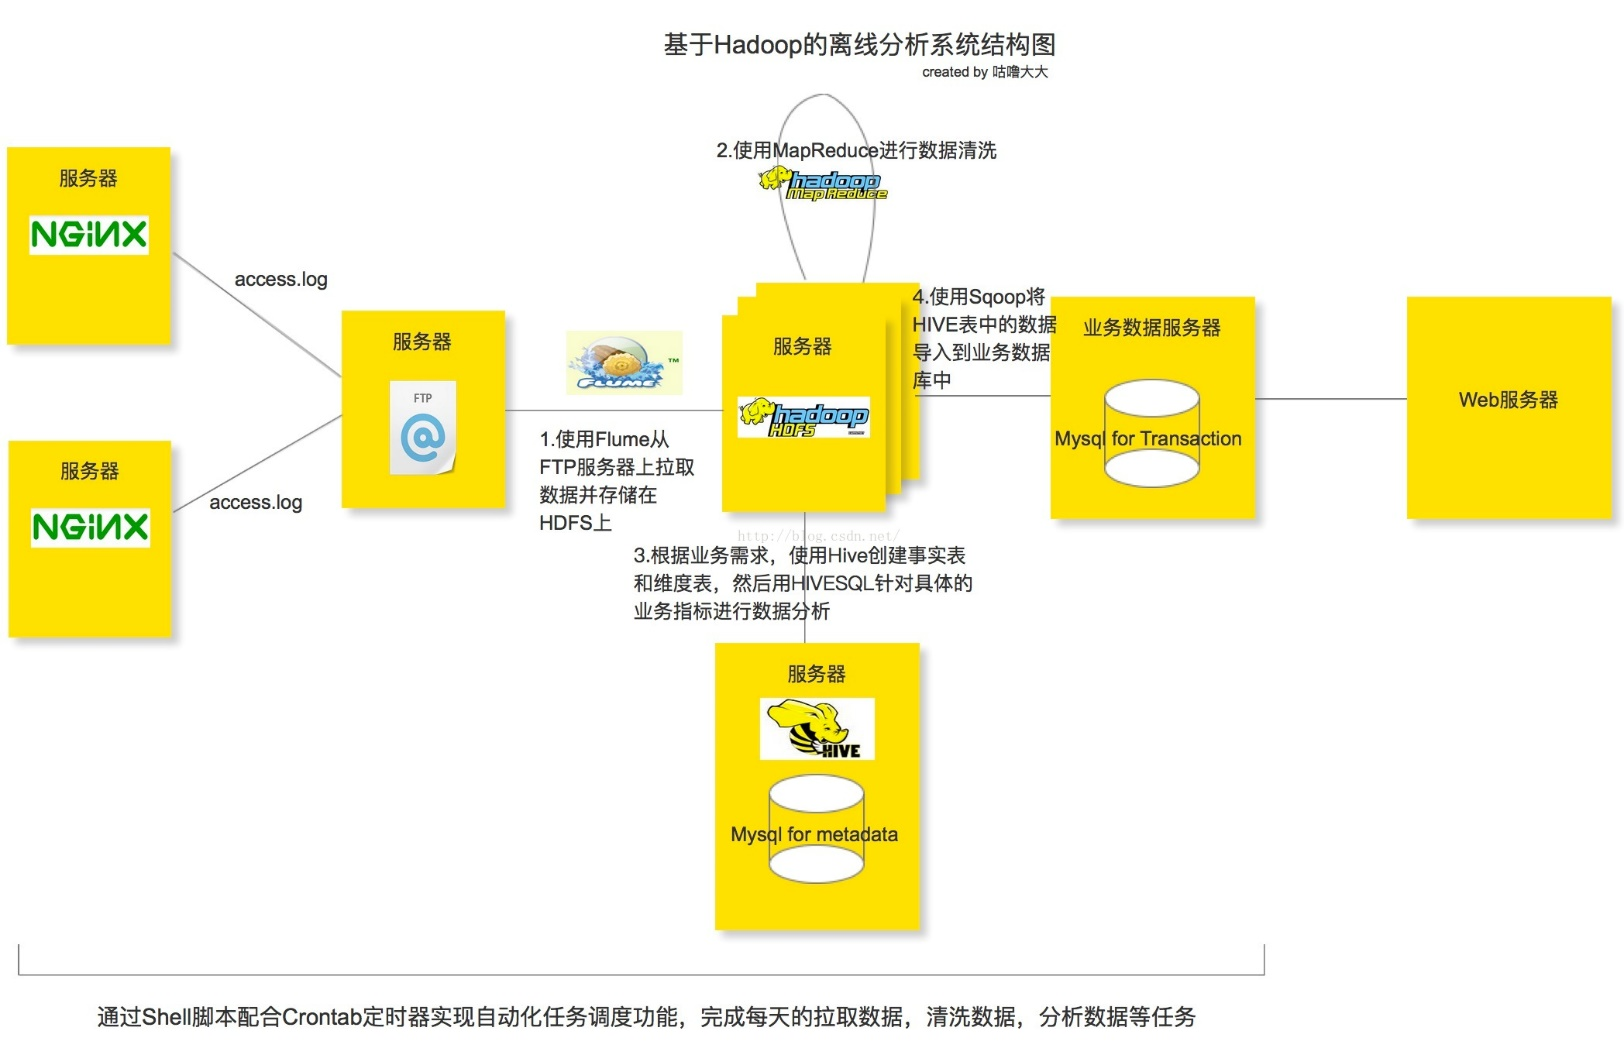 基于Hadoop的离线分析系统结构图
created by 咕噜大大
2.使用MapReduce进行数据清洗
hadoop
Map Reduce
服务器
NGiNX
access.log
服务器
NGiNX
access.log
服务器
FTP
@
FLUME
TM
1.使用Flume从
FTP服务器上拉取
数据并存储在
HDFS上
服务器
hadoop
HDFS
4.使用Sqoop将
HIVE表中的数据
导入到业务数据
库中
业务数据服务器
Mysql for Transaction
Web服务器
http://blog.csdn.net/
3.根据业务需求，使用Hive创建事实表
和维度表，然后用HIVESQL针对具体的
业务指标进行数据分析
服务器
HIVE
Mysql for metadata
通过Shell脚本配合Crontab定时器实现自动化任务调度功能，完成每天的拉取数据，清洗数据，分析数据等任务